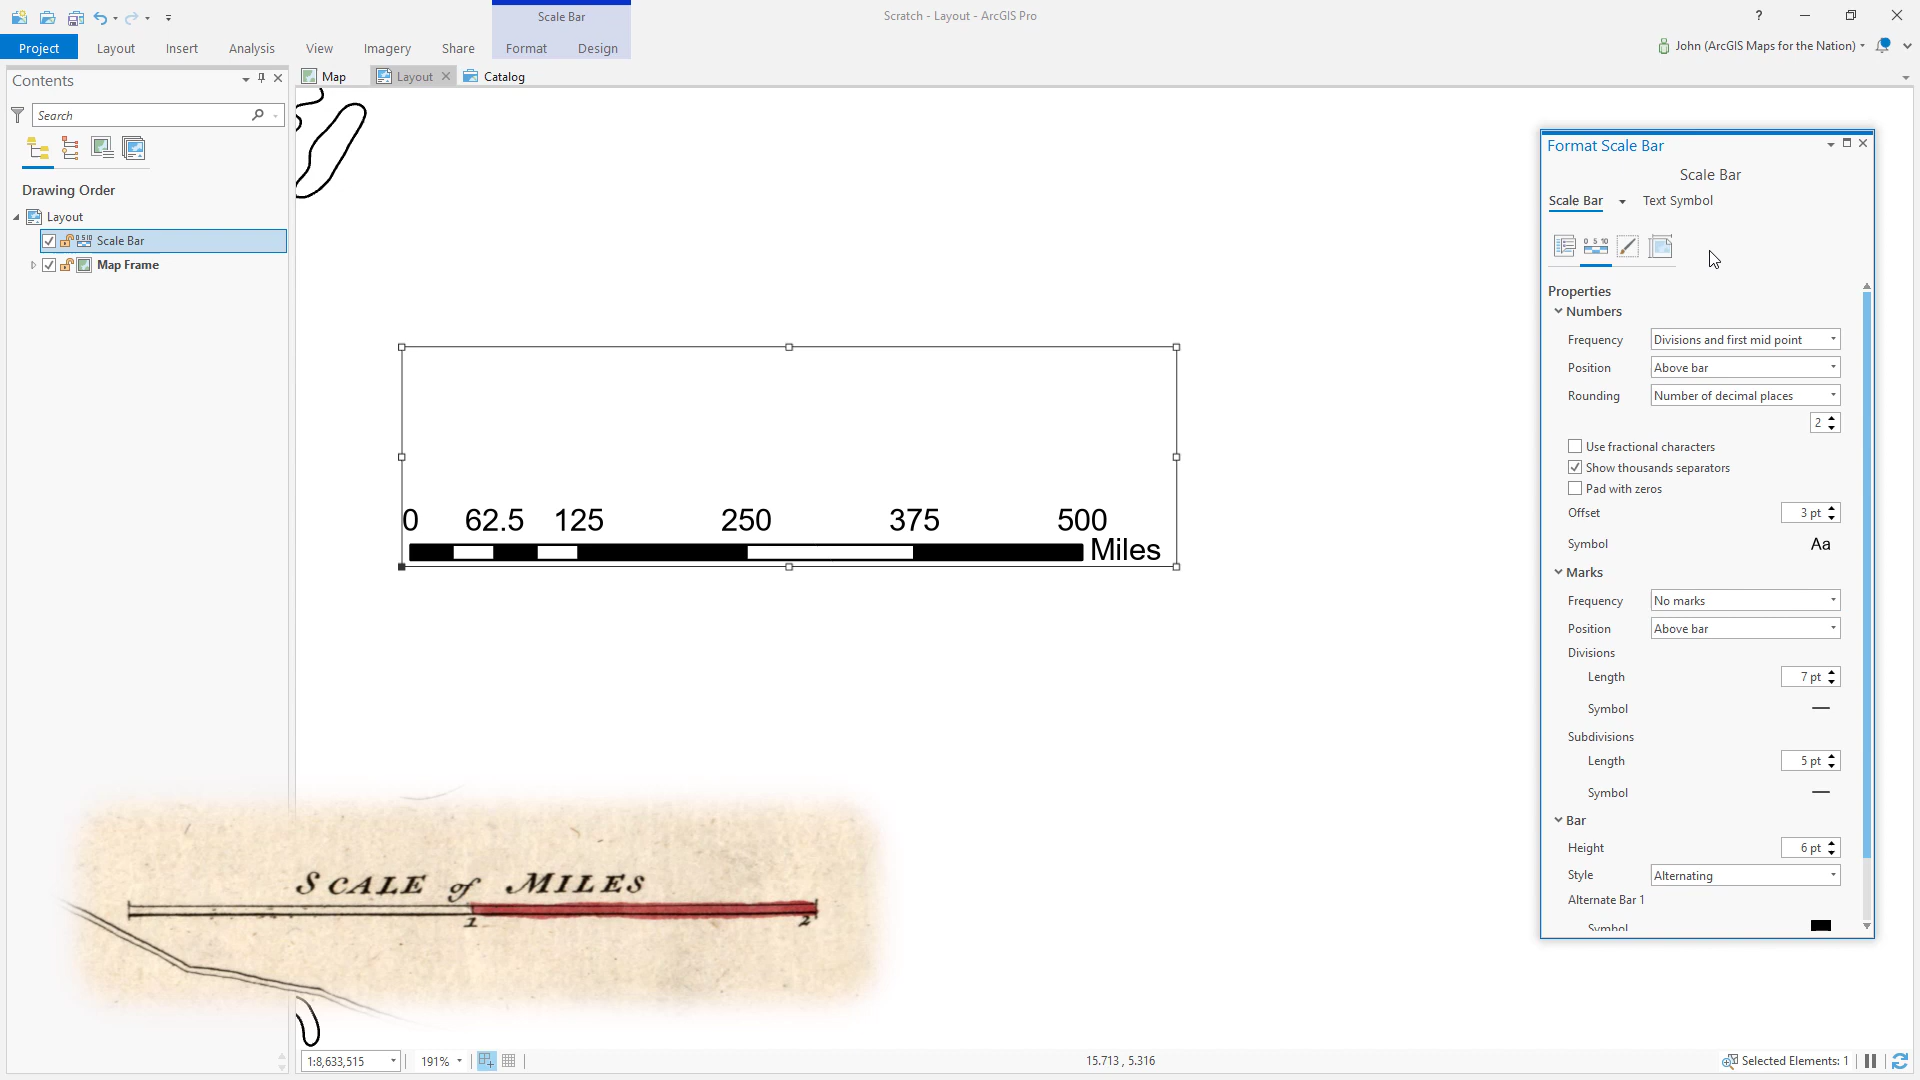 Scale Bar
Scratch - Layout - ArcGIS Pro
?
Project
Layout
Insert
Analysis
View
Imagery
Share
Format
Design
John (ArcGIS Maps for the Nation)
Contents
Map
Layout
Catalog
Search
Drawing Order
Layout
Scale Bar
Map Frame
0 62.5 125 250 375 500
Miles
SCALE of MILES
1 2
1:8,633,515
191%
15.713 , 5.316
Selected Elements: 1
Format Scale Bar
Scale Bar
Scale Bar
Text Symbol
0 5 10
Properties
Numbers
Frequency Divisions and first mid point
Position Above bar
Rounding Number of decimal places
2
Use fractional characters
Show thousands separators
Pad with zeros
Offset 3 pt
Symbol Aa
Marks
Frequency No marks
Position Above bar
Divisions
Length 7 pt
Symbol
Subdivisions
Length 5 pt
Symbol
Bar
Height 6 pt
Style Alternating
Alternate Bar 1
Symbol